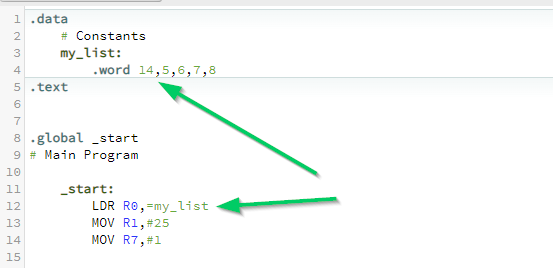 1 .data
2 # Constants
3 my_list:
4 .word 14,5,6,7,8
5 .text
6
7
8 .global _start
9 # Main Program
10
11 _start:
12 LDR R0,=my_list
13 MOV R1,#25
14 MOV R7,#1
15